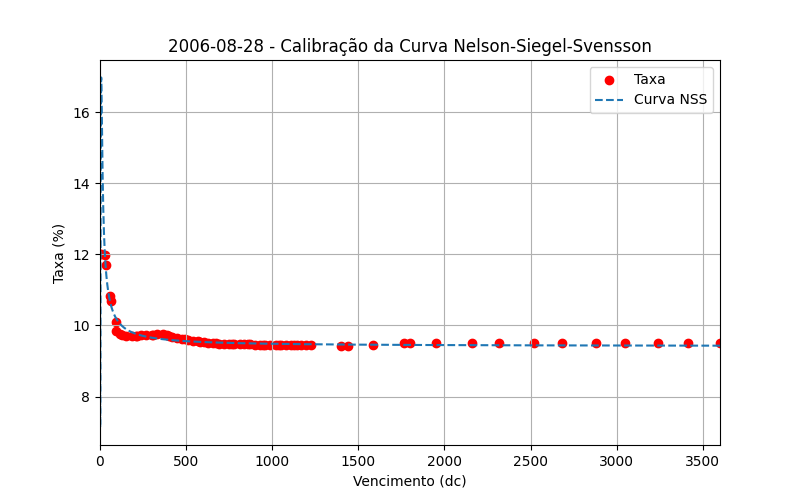 2006-08-28 - Calibração da Curva Nelson-Siegel-Svensson
Taxa
Curva NSS
Taxa (%)
16
14
12
10
8
0
500
1000
1500
2000
2500
3000
3500
Vencimento (dc)